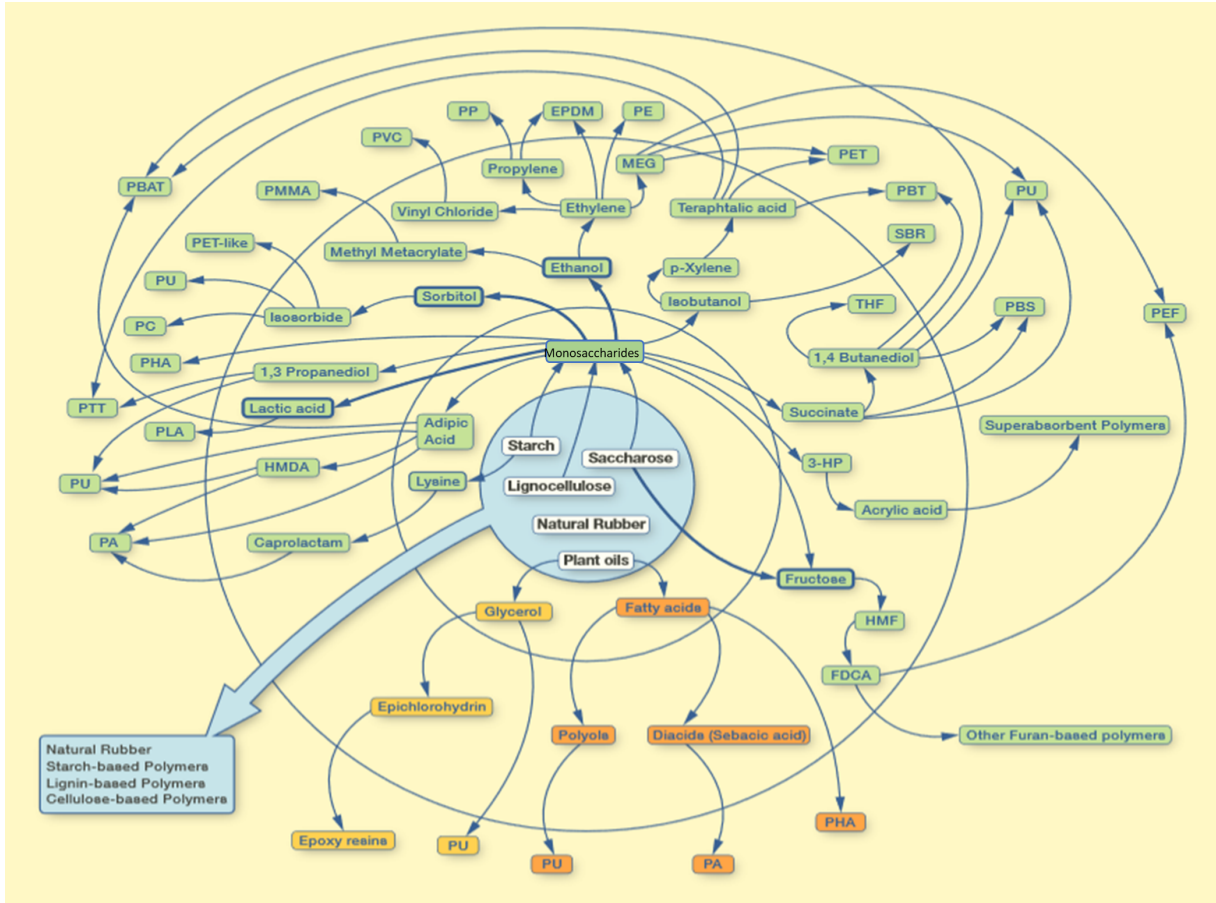 PP
EPDM
PE
PVC
Propylene
MEG
PET
PBAT
PMMA
PBT
PU
Vinyl Chloride
Ethylene
Teraphtalic acid
PET-like
SBR
Methyl Metacrylate
Ethanol
p-Xylene
PU
Sorbitol
Isobutanol
THF
PBS
PEF
PC
Isosorbide
Monosaccharides
PHA
1,3 Propanediol
1,4 Butanediol
PTT
Lactic acid
Succinate
PLA
Adipic
Acid
Superabsorbent Polymers
Starch
Saccharose
PU
HMDA
Lysine
Lignocellulose
3-HP
Acrylic acid
Natural Rubber
PA
Caprolactam
Plant oils
Fructose
Glycerol
Fatty acids
HMF
FDCA
Epichlorohydrin
Polyols
Diacids (Sebacic acid)
Other Furan-based polymers
Natural Rubber
Starch-based Polymers
Lignin-based Polymers
Cellulose-based Polymers
PHA
Epoxy resins
PU
PU
PA